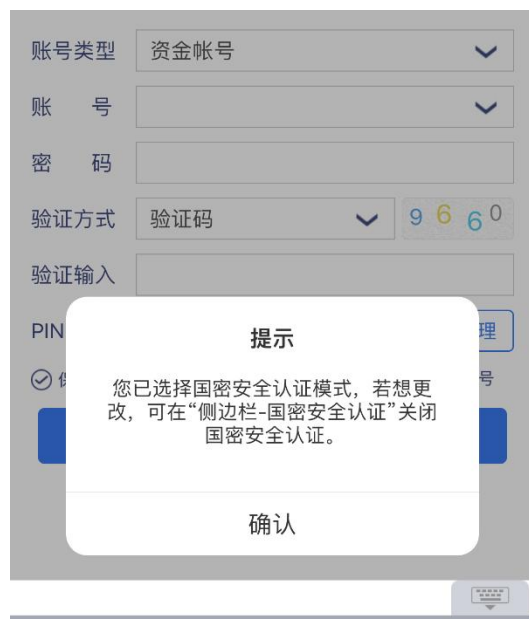 账号类型 资金帐号
账 号
密 码
验证方式 验证码 9660
验证输入
PIN 理
提示
号
您已选择国密安全认证模式，若想更
改，可在“侧边栏-国密安全认证”关闭
国密安全认证。
确认